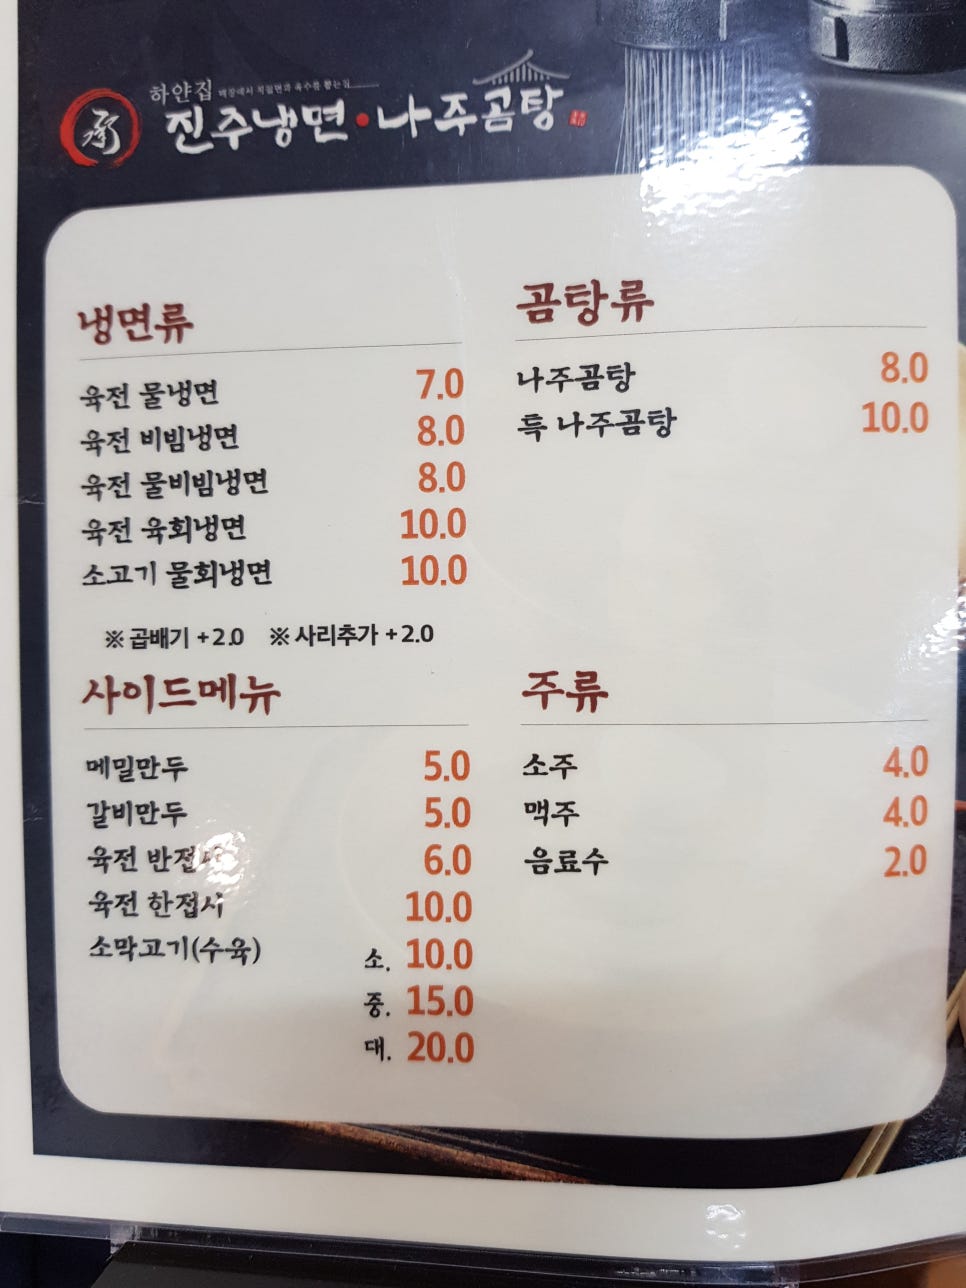 하얀집
진주냉면•나주곰탕
냉면류
육전 물냉면 7.0
육전 비빔냉면 8.0
육전 물비빔냉면 8.0
육전 육회냉면 10.0
소고기 물회냉면 10.0
※곱배기 +2.0 ※사리추가 +2.0
곰탕류
나주곰탕 8.0
특 나주곰탕 10.0
사이드메뉴
메밀만두 5.0
갈비만두 5.0
육전 반접시 6.0
육전 한접시 10.0
소막고기(수육) 소. 10.0
중. 15.0
대. 20.0
주류
소주 4.0
맥주 4.0
음료수 2.0